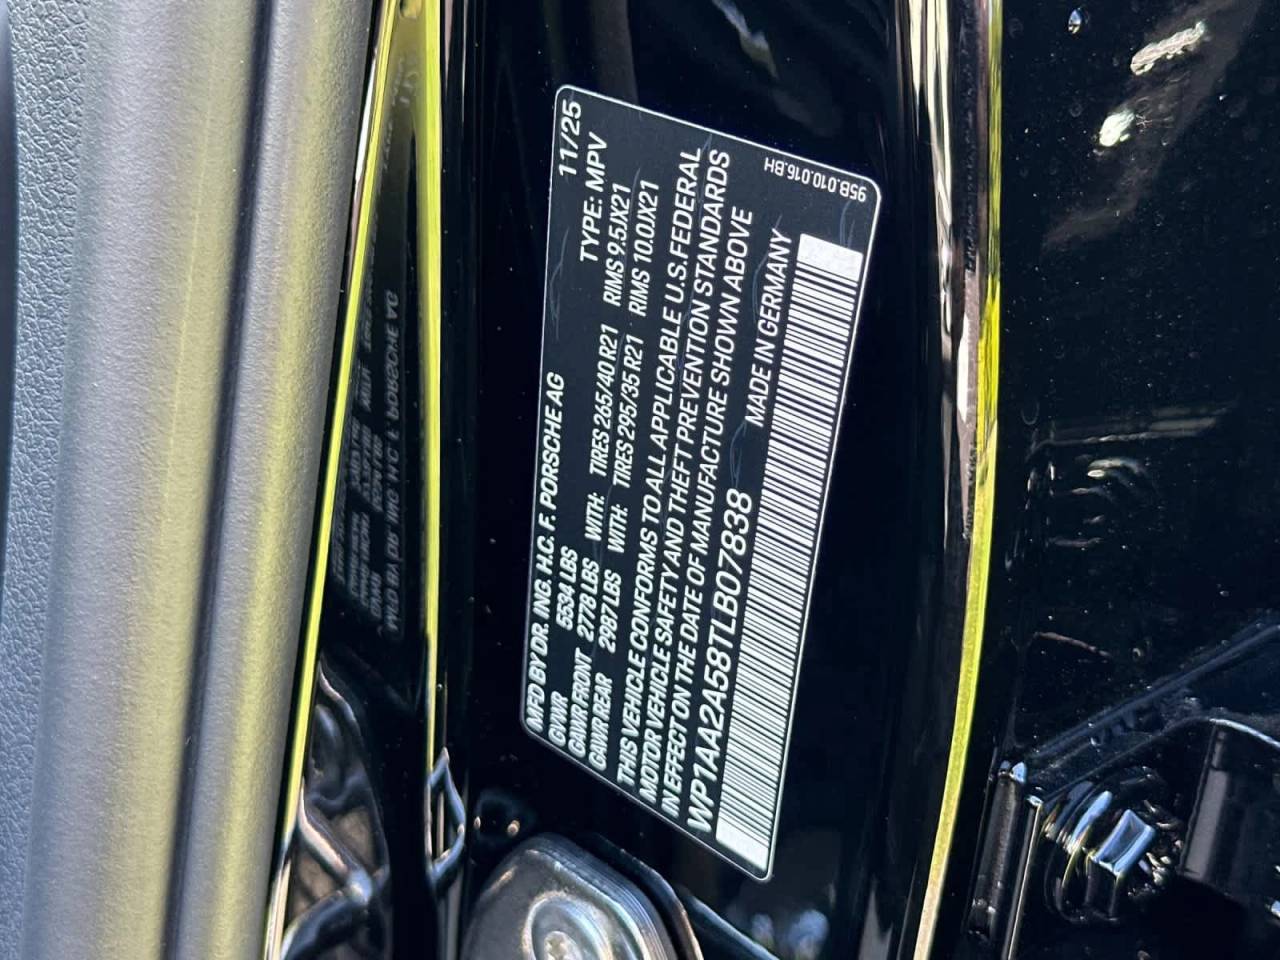 MFD BY DR. ING. H.C. F. PORSCHE AG 11/25
GVWR 5534 LBS TYPE: MPV
GAWR FRONT 2778 LBS WITH: TIRES 265/40 R21 RIMS 9.5JX21
GAWR REAR 2987 LBS WITH: TIRES 295/35 R21 RIMS 10.0JX21
THIS VEHICLE CONFORMS TO ALL APPLICABLE U.S. FEDERAL
MOTOR VEHICLE SAFETY AND THEFT PREVENTION STANDARDS
IN EFFECT ON THE DATE OF MANUFACTURE SHOWN ABOVE
WP1AA2A58TLB07838 MADE IN GERMANY
95B.010.016.BH